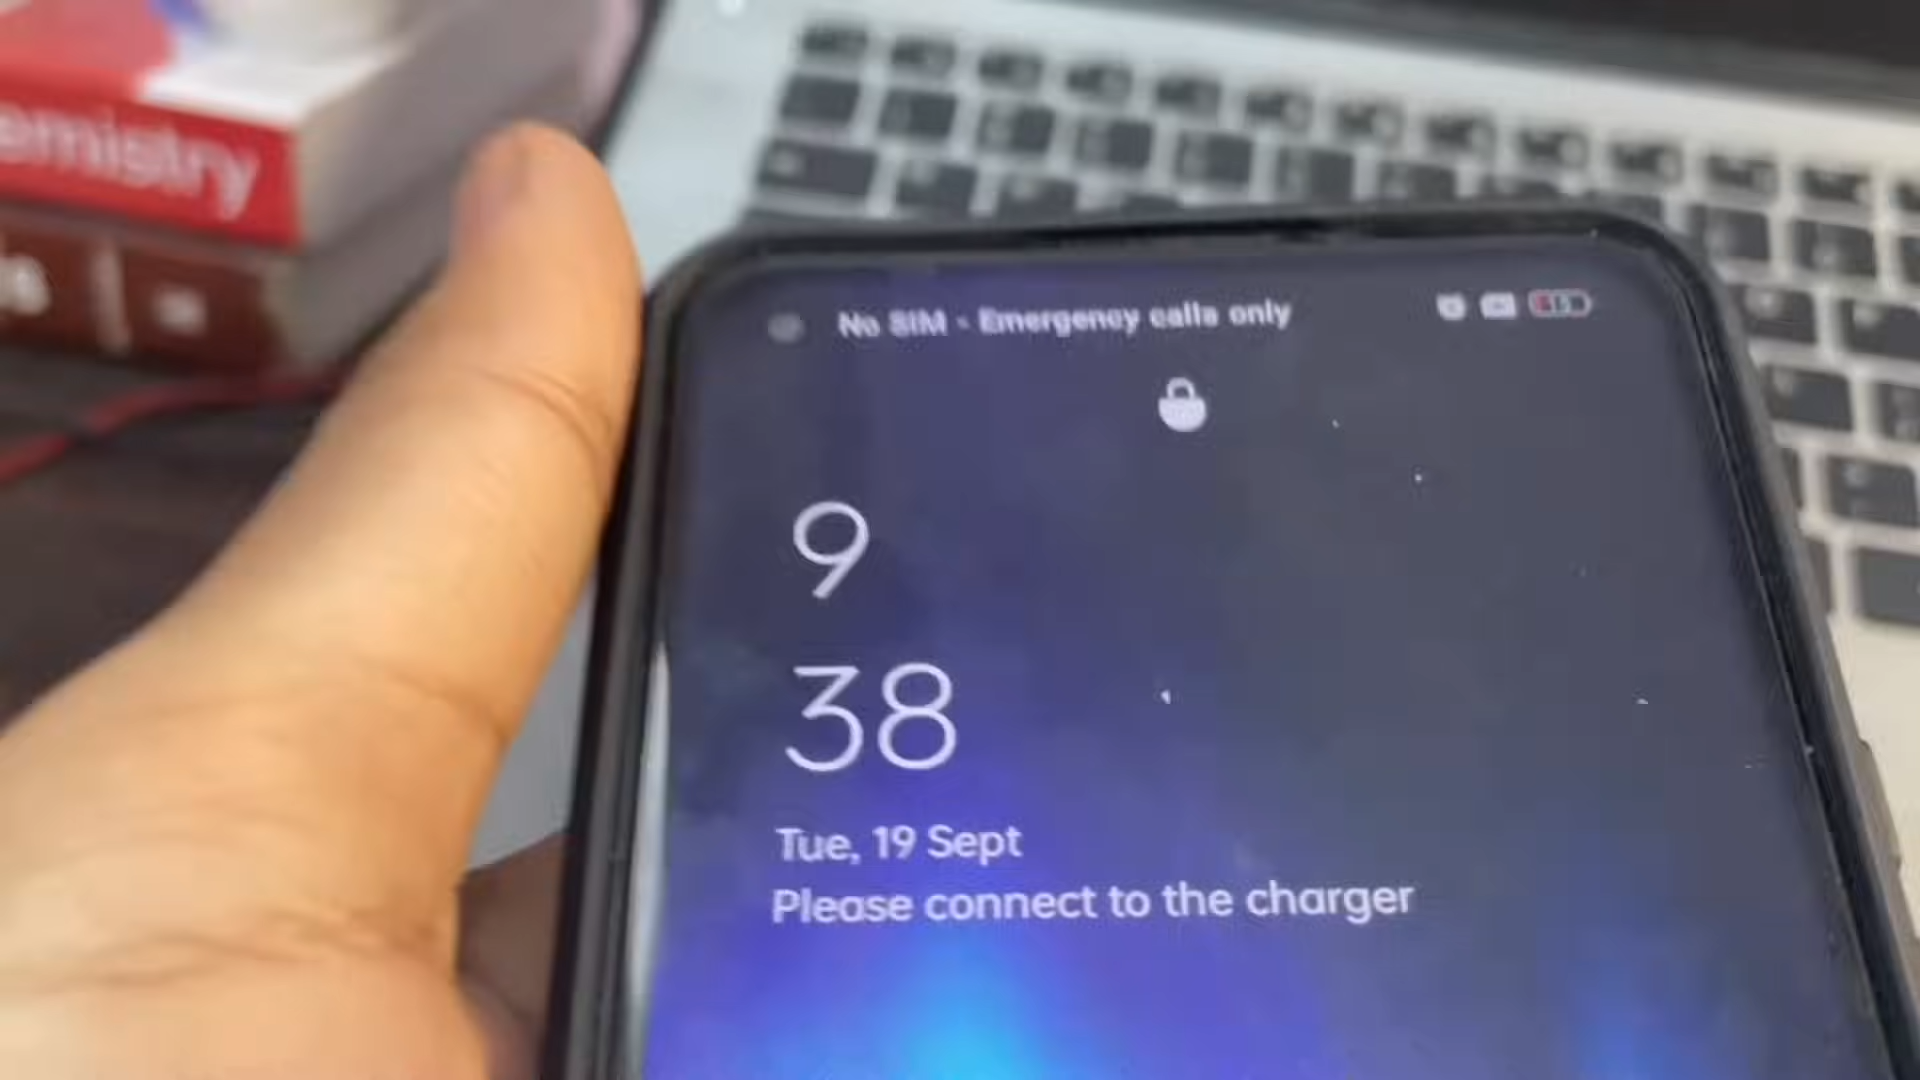 emistry
No SIM - Emergency calls only
9
38
Tue, 19 Sept
Please connect to the charger